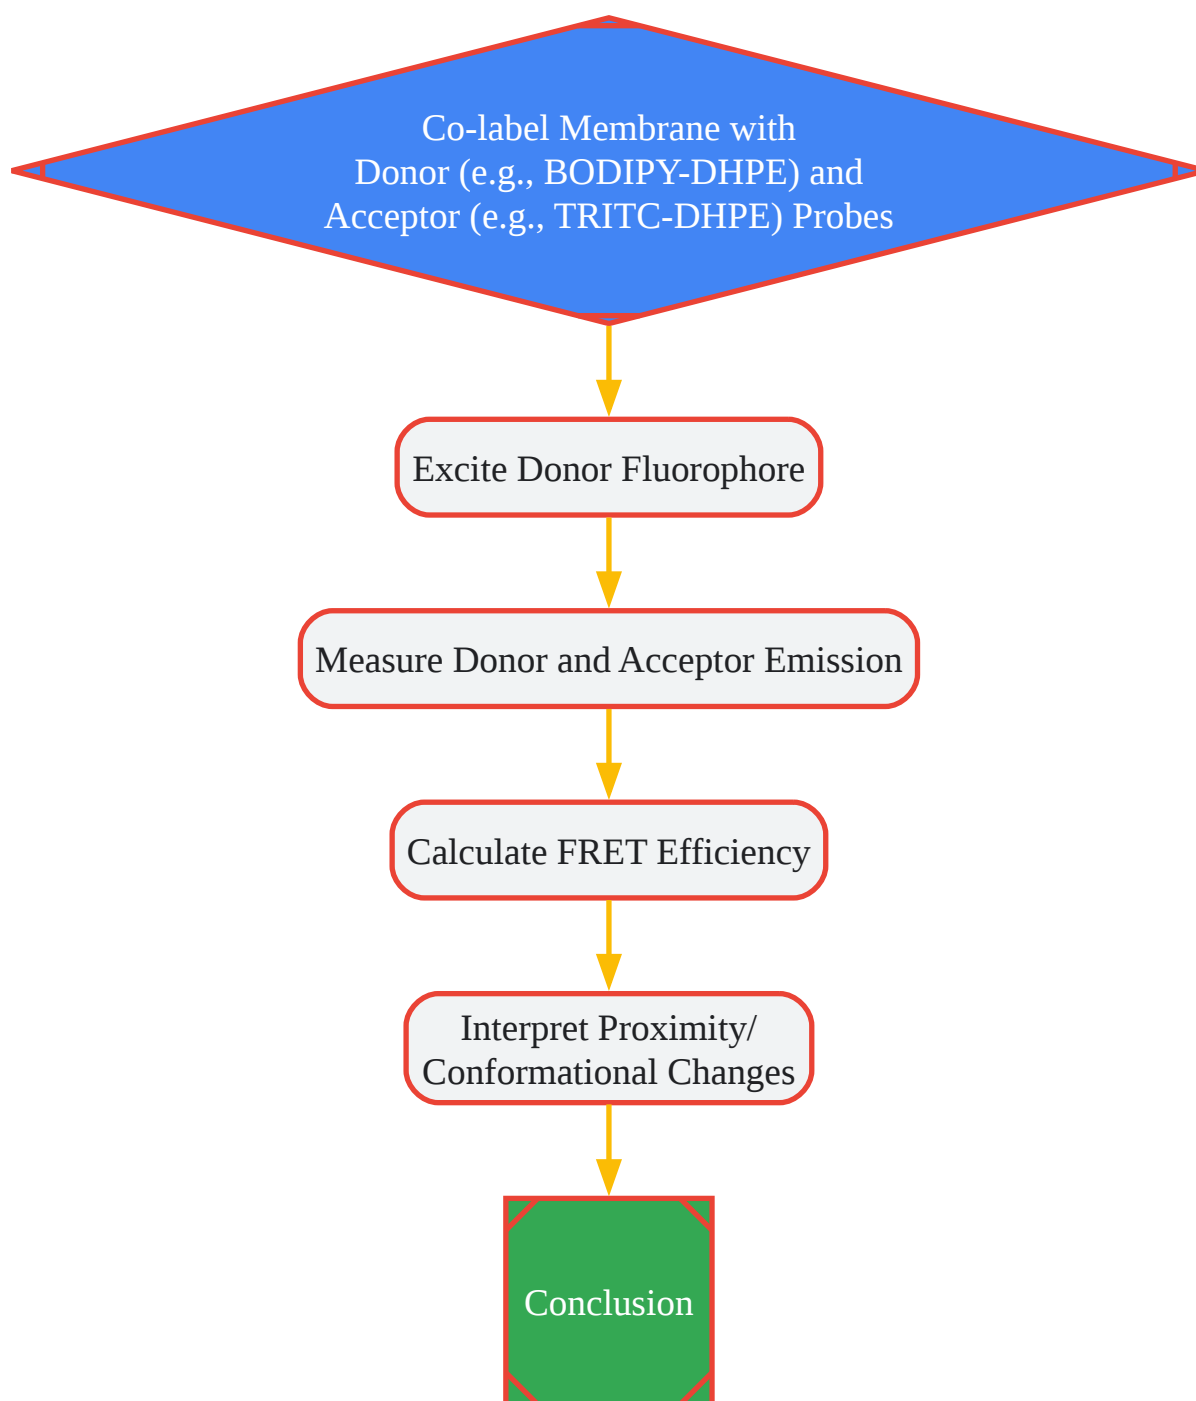 Co-label Membrane with
Donor (e.g., BODIPY-DHPE) and
Acceptor (e.g., TRITC-DHPE) Probes
Excite Donor Fluorophore
Measure Donor and Acceptor Emission
Calculate FRET Efficiency
Interpret Proximity/
Conformational Changes
Conclusion